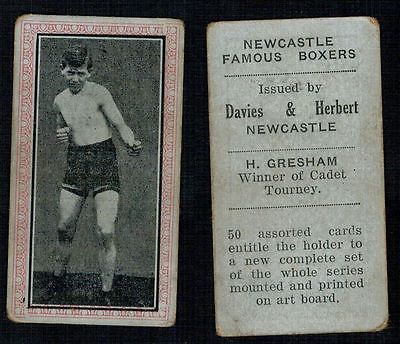 NEWCASTLE
FAMOUS BOXERS
Issued by
Davies & Herbert
NEWCASTLE
H. GRESHAM
Winner of Cadet
Tourney.
50 assorted cards
entitle the holder to
a new complete set
of the whole series
mounted and printed
on art board.